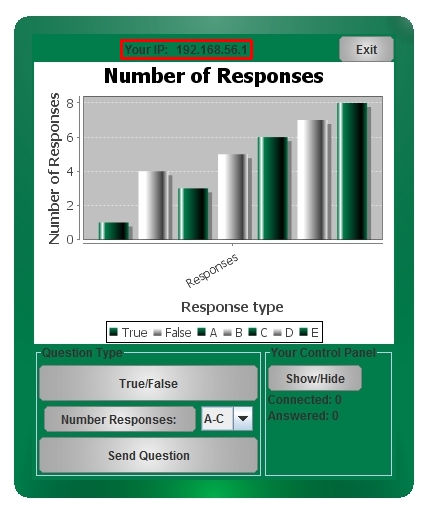 Your IP: 192.168.56.1
Exit
Number of Responses
Number of Responses
8
6
4
2
0
Responses
Response type
True False A B C D E
Question Type
True/False
Number Responses: A-C
Send Question
Your Control Panel
Show/Hide
Connected: 0
Answered: 0